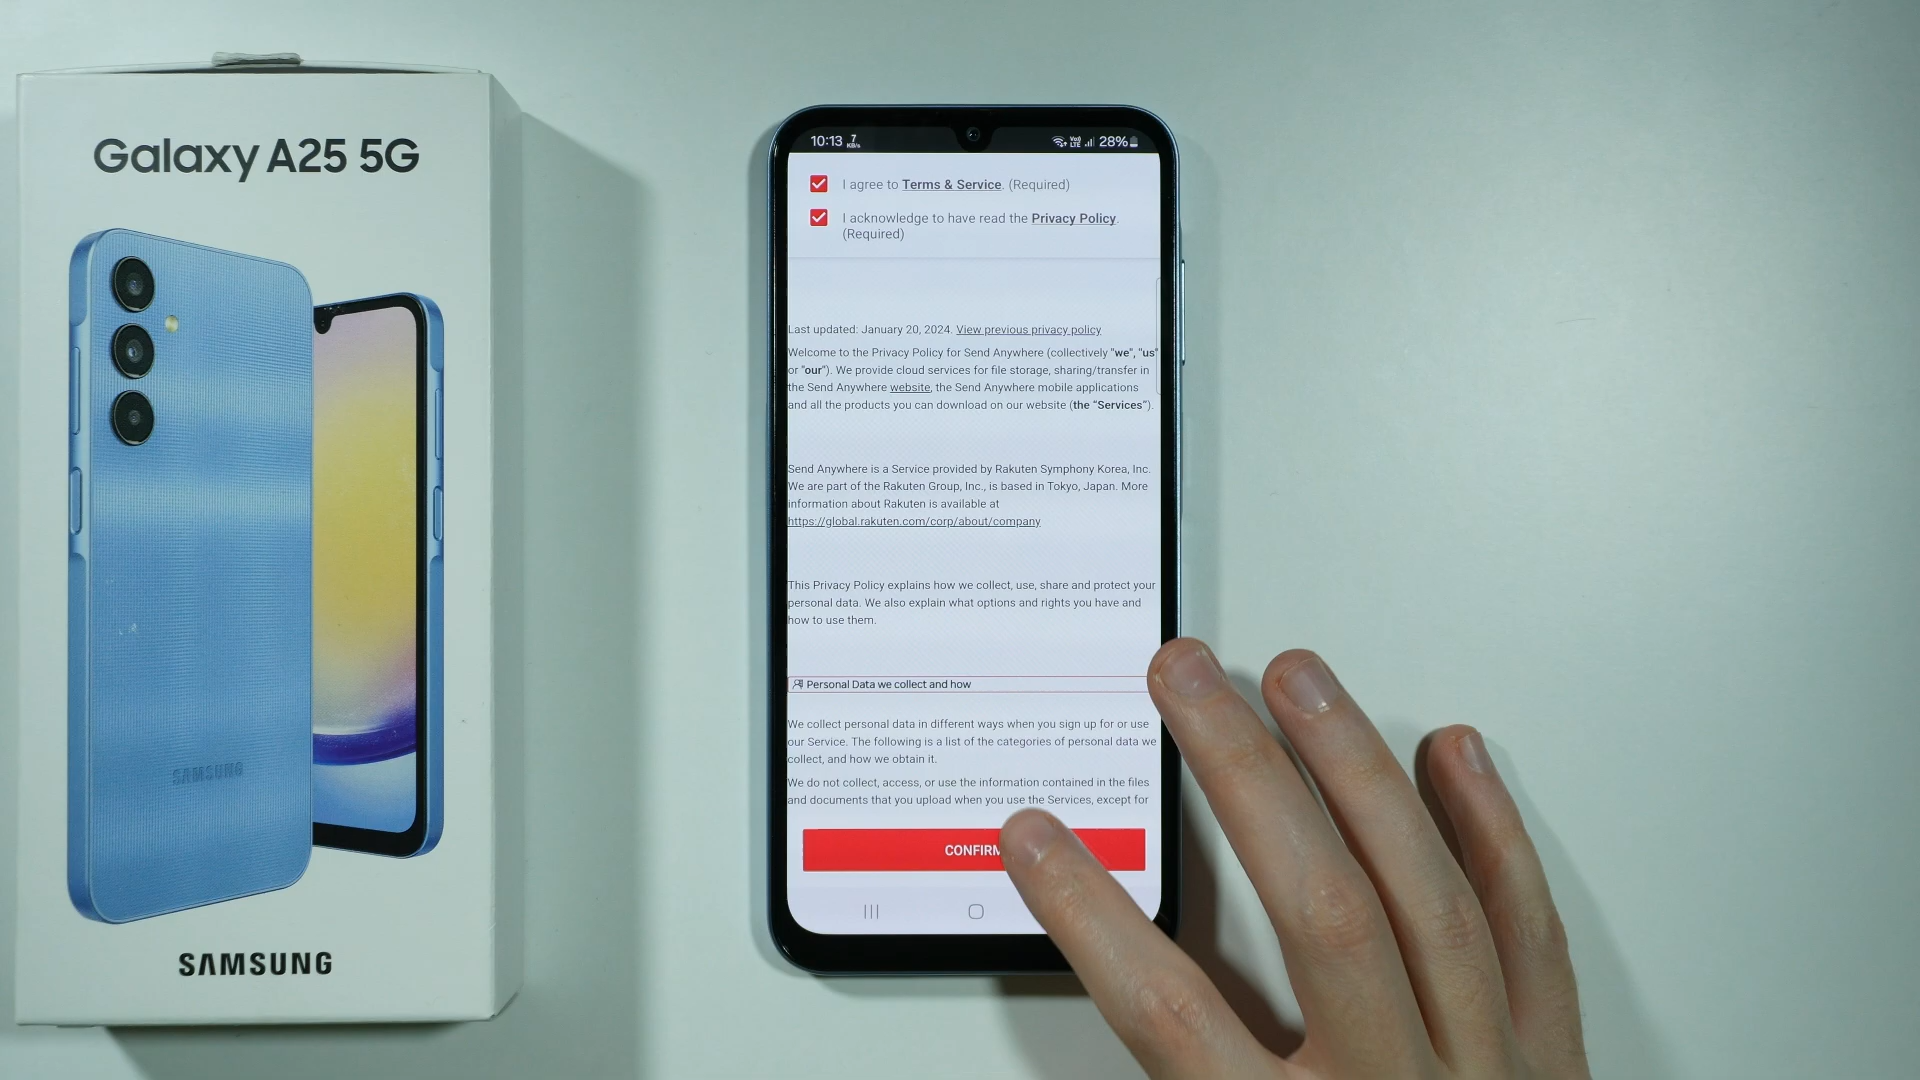 Galaxy A25 5G
SAMSUNG
SAMSUNG
10:13 7 KB/s 28%
I agree to Terms & Service. (Required)
I acknowledge to have read the Privacy Policy.
(Required)
Last updated: January 20, 2024. View previous privacy policy
Welcome to the Privacy Policy for Send Anywhere (collectively "we", "us"
or "our"). We provide cloud services for file storage, sharing/transfer in
the Send Anywhere website, the Send Anywhere mobile applications
and all the products you can download on our website (the “Services”).
Send Anywhere is a Service provided by Rakuten Symphony Korea, Inc.
We are part of the Rakuten Group, Inc., is based in Tokyo, Japan. More
information about Rakuten is available at
https://global.rakuten.com/corp/about/company
This Privacy Policy explains how we collect, use, share and protect your
personal data. We also explain what options and rights you have and
how to use them.
Personal Data we collect and how
We collect personal data in different ways when you sign up for or use
our Service. The following is a list of the categories of personal data we
collect, and how we obtain it.
We do not collect, access, or use the information contained in the files
and documents that you upload when you use the Services, except for
CONFIRM